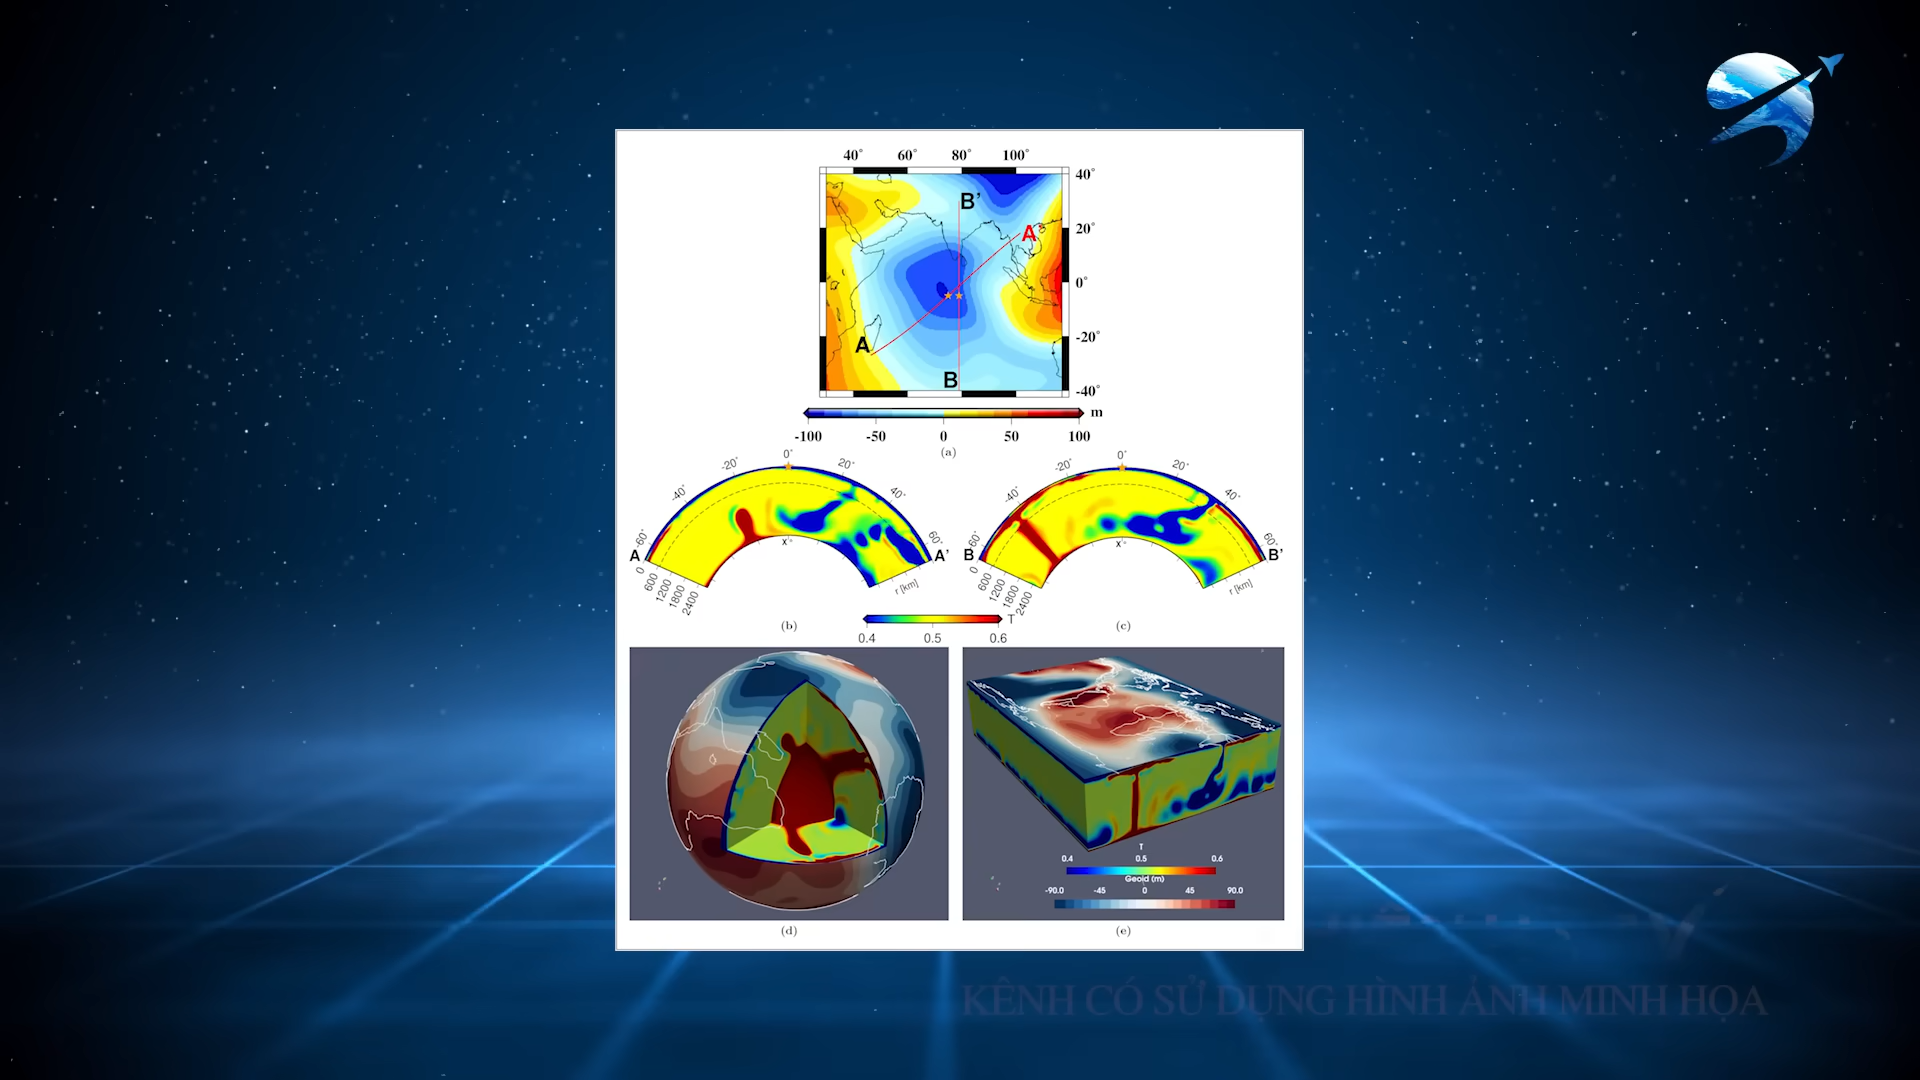 40° 60° 80° 100°
40°
B'
20°
A'
0°
-20°
A
B
-40°
m
-100 -50 0 50 100
(a)
-60° -40° -20° 0° 20° 40° 60°
A A'
x
0 600 1200 1800 2400
r [km]
(b)
-60° -40° -20° 0° 20° 40° 60°
B B'
x
0 600 1200 1800 2400
r [km]
(c)
T
0.4 0.5 0.6
T
0.4 0.5 0.6
Geoid (m)
-90.0 -45 0 45 90.0
(d) (e)
KÊNH CÓ SỬ DỤNG HÌNH ẢNH MINH HỌA